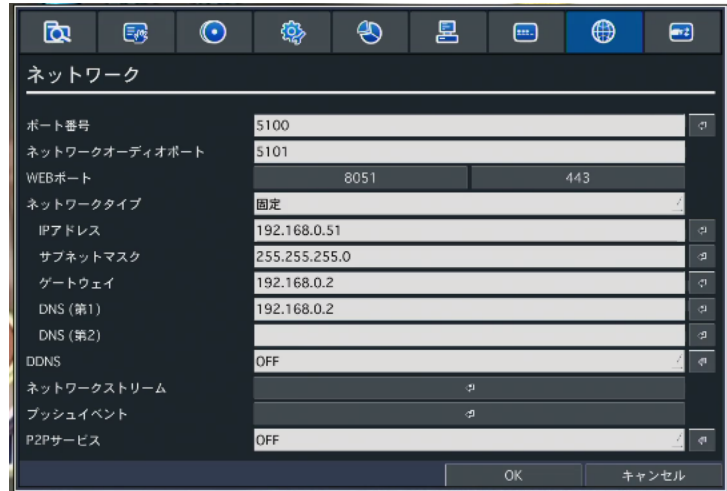 ネットワーク
ポート番号 5100
ネットワークオーディオポート 5101
WEBポート 8051 443
ネットワークタイプ 固定
IPアドレス 192.168.0.51
サブネットマスク 255.255.255.0
ゲートウェイ 192.168.0.2
DNS (第1) 192.168.0.2
DNS (第2)
DDNS OFF
ネットワークストリーム
プッシュイベント
P2Pサービス OFF
OK キャンセル